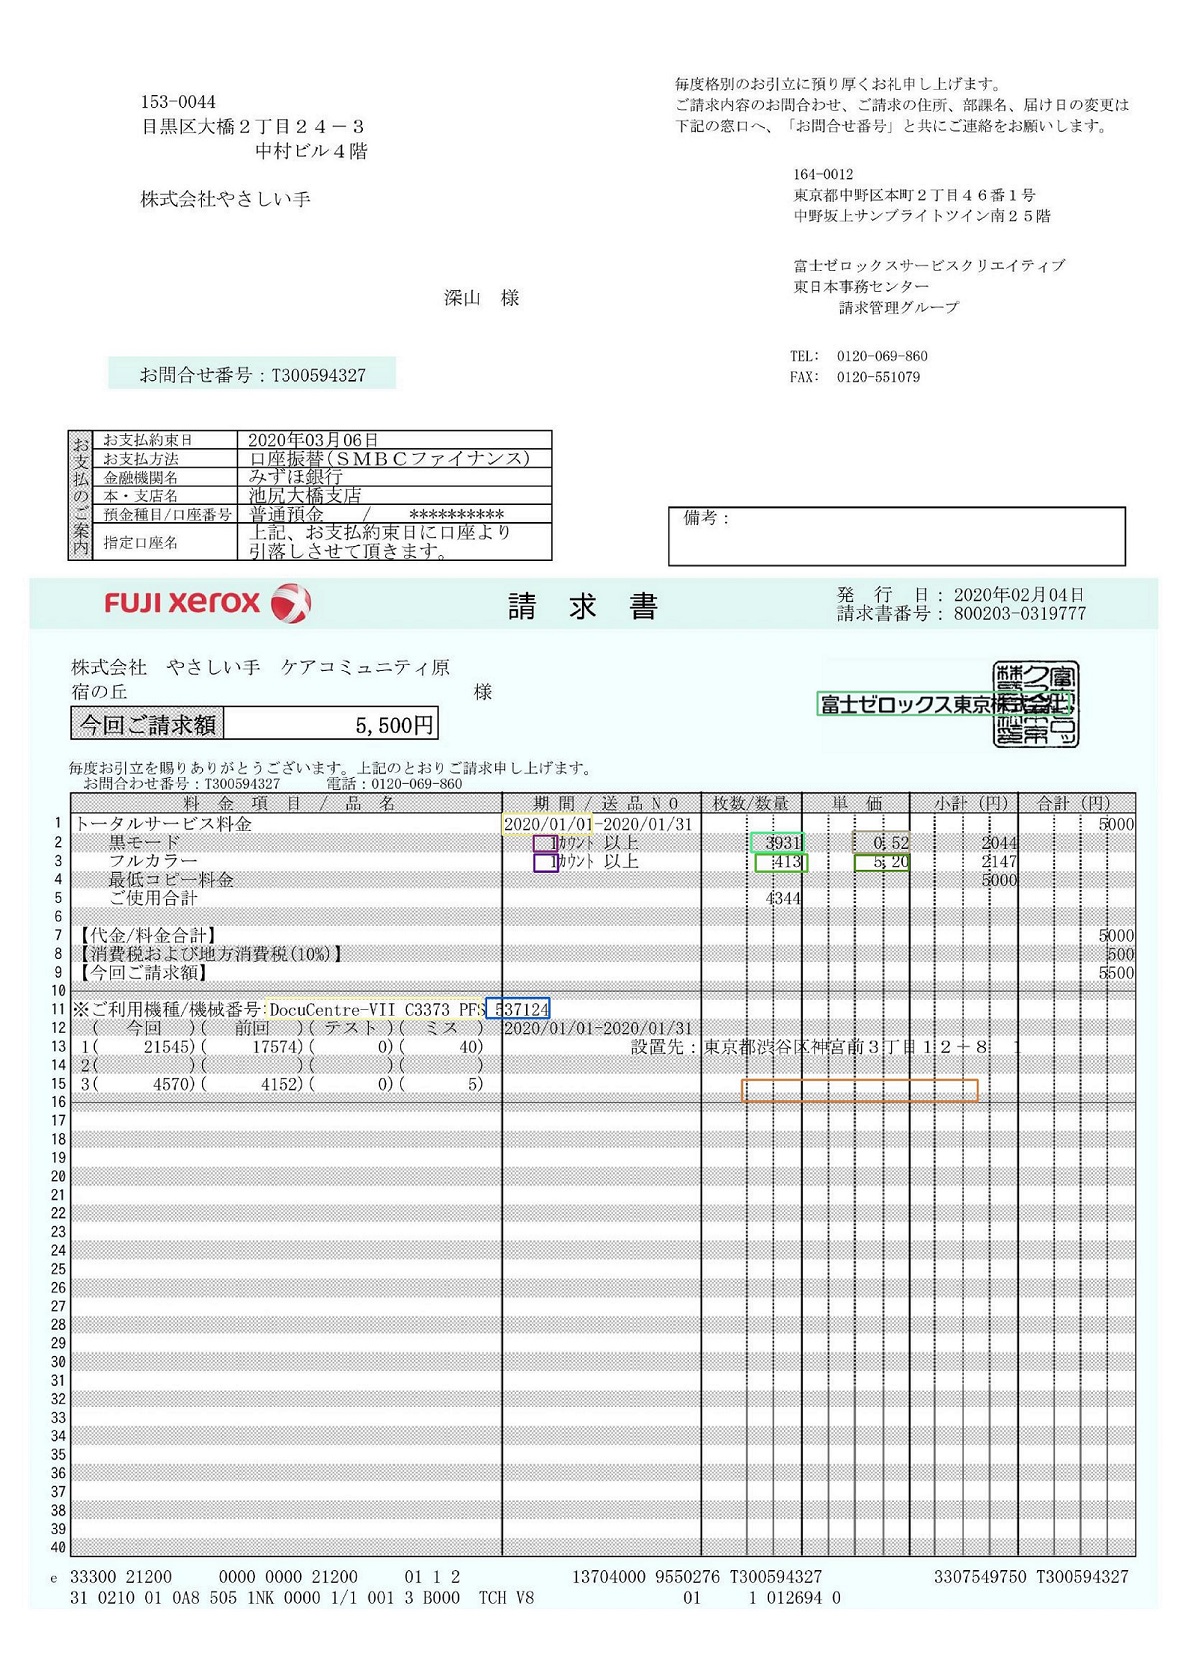 153-0044
目黒区大橋２丁目２４－３
中村ビル４階
株式会社やさしい手
深山　様
お問合せ番号：T300594327
毎度格別のお引立に預り厚くお礼申し上げます。
ご請求内容のお問合わせ、ご請求の住所、部課名、届け日の変更は
下記の窓口へ、「お問合せ番号」と共にご連絡をお願いします。
164-0012
東京都中野区本町２丁目４６番１号
中野坂上サンブライトツイン南２５階
富士ゼロックスサービスクリエイティブ
東日本事務センター
請求管理グループ
TEL: 0120-069-860
FAX: 0120-551079
お支払のご案内
お支払約束日 2020年03月06日
お支払方法 口座振替(ＳＭＢＣファイナンス)
金融機関名 みずほ銀行
本・支店名 池尻大橋支店
預金種目/口座番号 普通預金 / **********
指定口座名 上記、お支払約束日に口座より
引落しさせて頂きます。
備考：
FUJI xerox 請求書 発行日：2020年02月04日
請求書番号：800203-0319777
株式会社　やさしい手　ケアコミュニティ原
宿の丘 様
今回ご請求額 5,500円
富士ゼロックス東京株式会社
毎度お引立を賜りありがとうございます。上記のとおりご請求申し上げます。
お問合わせ番号：T300594327 電話：0120-069-860
料金項目/品名 期間/送品ＮＯ 枚数/数量 単価 小計(円) 合計(円)
1 トータルサービス料金 2020/01/01-2020/01/31 5000
2 黒モード 1ｶｳﾝﾄ 以上 3931 0.52 2044
3 フルカラー 1ｶｳﾝﾄ 以上 413 5.20 2147
4 最低コピー料金 5000
5 ご使用合計 4344
6
7 【代金/料金合計】 5000
8 【消費税および地方消費税(10%)】 500
9 【今回ご請求額】 5500
10
11 ※ご利用機種/機械番号:DocuCentre-VII C3373 PFS 537124
12 ( 今回 )( 前回 )(テスト)( ミス ) 2020/01/01-2020/01/31
13 1( 21545)( 17574)( 0)( 40) 設置先：東京都渋谷区神宮前３丁目１２－８ 1
14 2( )( )( )( )
15 3( 4570)( 4152)( 0)( 5)
16
17
18
19
20
21
22
23
24
25
26
27
28
29
30
31
32
33
34
35
36
37
38
39
40
e 33300 21200 0000 0000 21200 01 1 2 13704000 9550276 T300594327 3307549750 T300594327
31 0210 01 0A8 505 1NK 0000 1/1 001 3 B000 TCH V8 01 1 012694 0